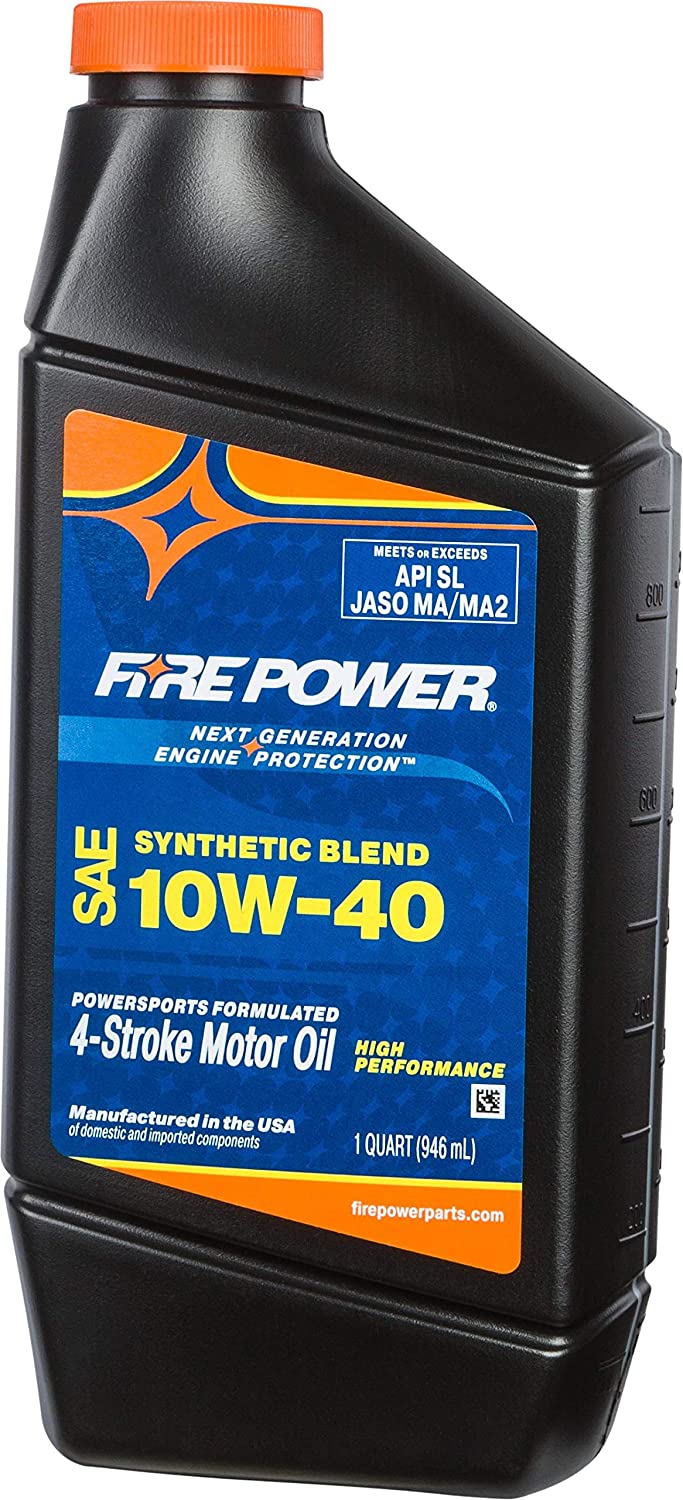 MEETS OR EXCEEDS
API SL
JASO MA/MA2
FIRE POWER®
NEXT GENERATION
ENGINE PROTECTION™
SAE
SYNTHETIC BLEND
10W-40
POWERSPORTS FORMULATED
4-Stroke Motor Oil
HIGH
PERFORMANCE
Manufactured in the USA
of domestic and imported components
1 QUART (946 mL)
firepowerparts.com
800
600
400
200